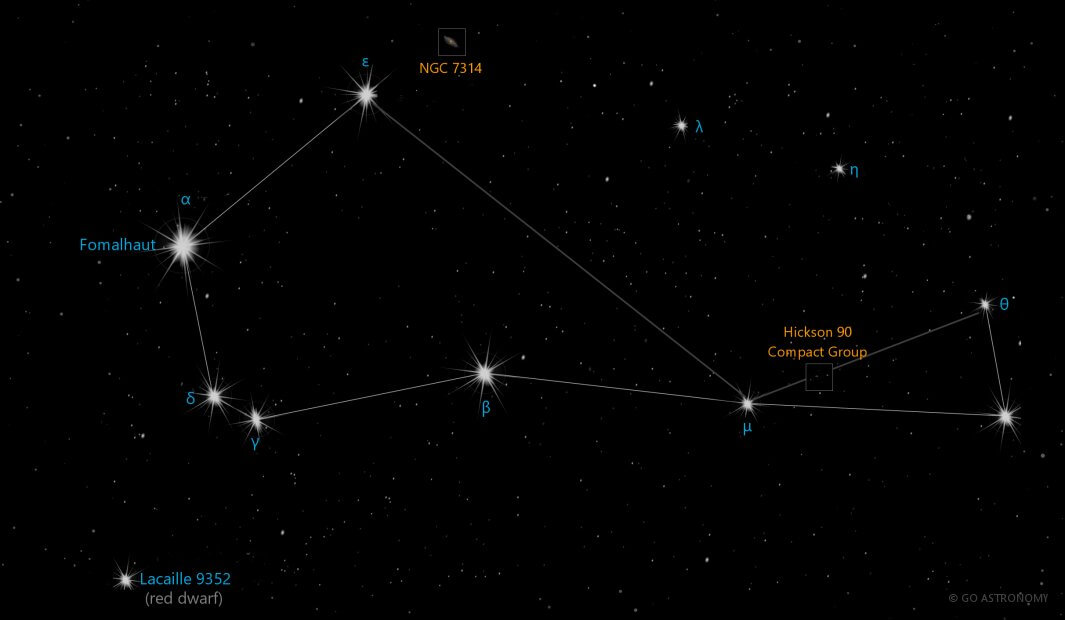 ε
NGC 7314
λ
η
α
Fomalhaut
θ
Hickson 90
Compact Group
δ
β
μ
γ
Lacaille 9352
(red dwarf)
© GO ASTRONOMY